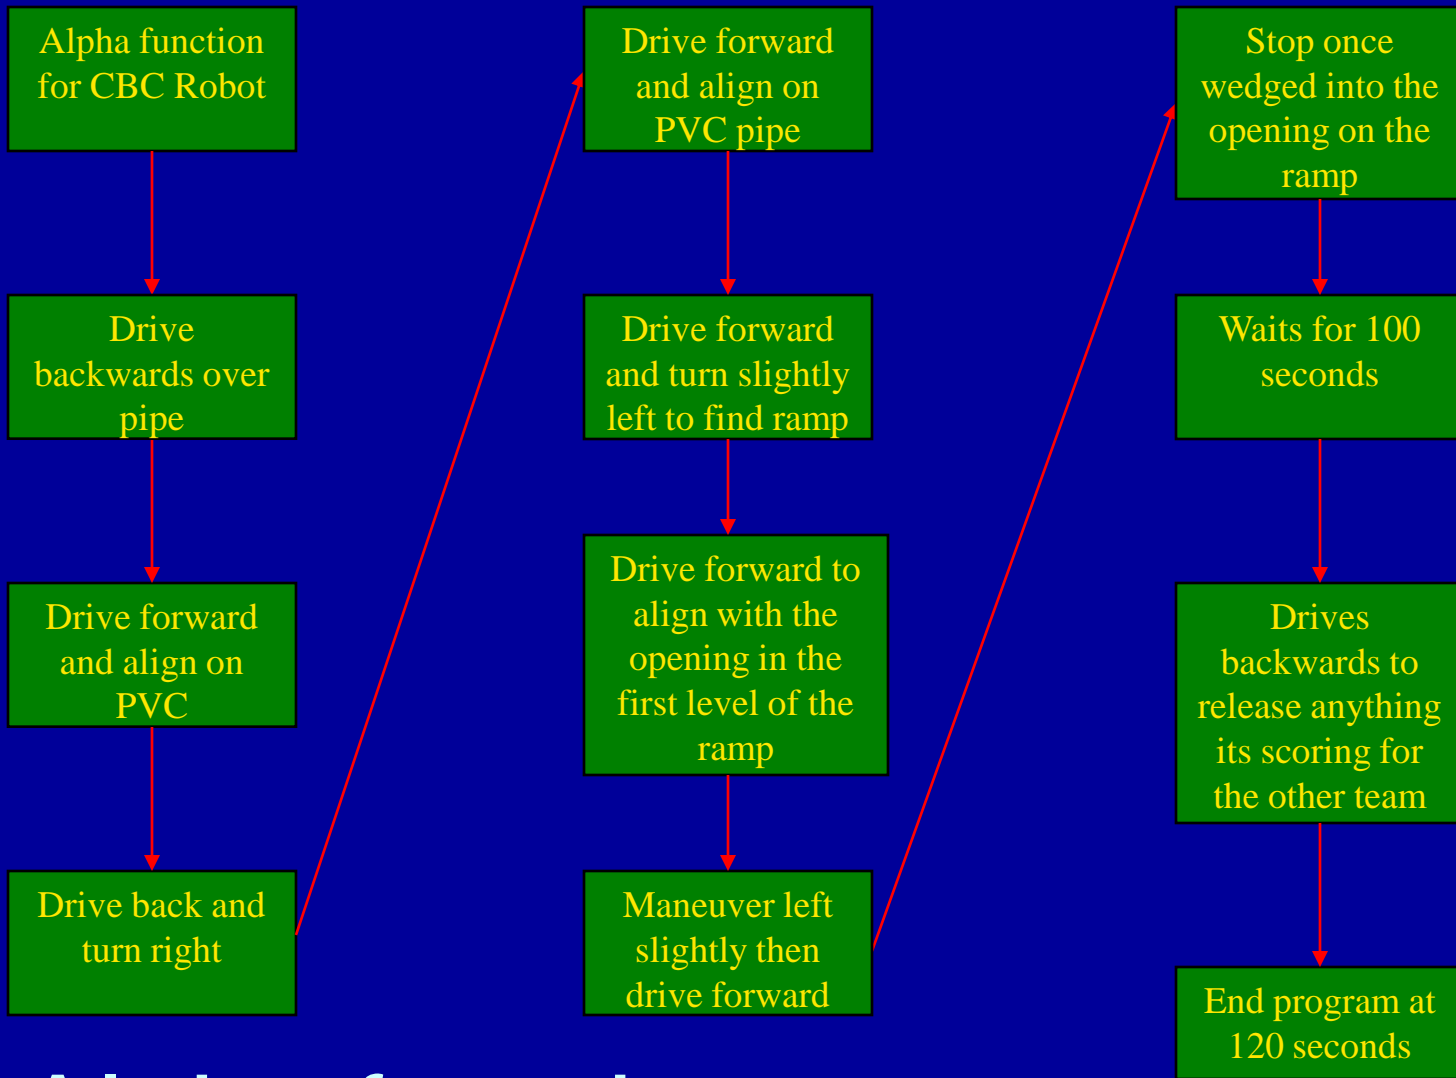 Alpha function
for CBC Robot
Drive
backwards over
pipe
Drive forward
and align on
PVC
Drive back and
turn right
Drive forward
and align on
PVC pipe
Drive forward
and turn slightly
left to find ramp
Drive forward to
align with the
opening in the
first level of the
ramp
Maneuver left
slightly then
drive forward
Stop once
wedged into the
opening on the
ramp
Waits for 100
seconds
Drives
backwards to
release anything
its scoring for
the other team
End program at
120 seconds